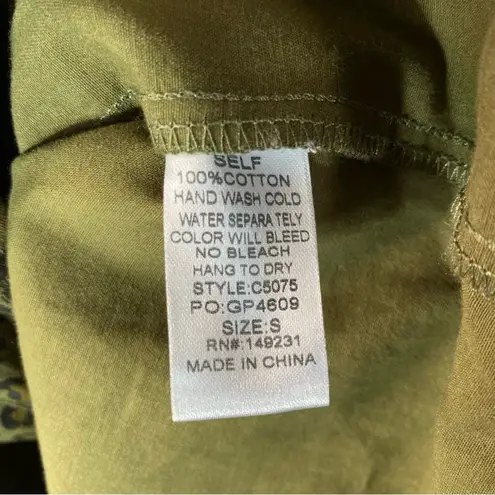 SELF
100%COTTON
HAND WASH COLD
WATER SEPARA TELY
COLOR WILL BLEED
NO BLEACH
HANG TO DRY
STYLE:C5075
PO:GP4609
SIZE:S
RN#:149231
MADE IN CHINA